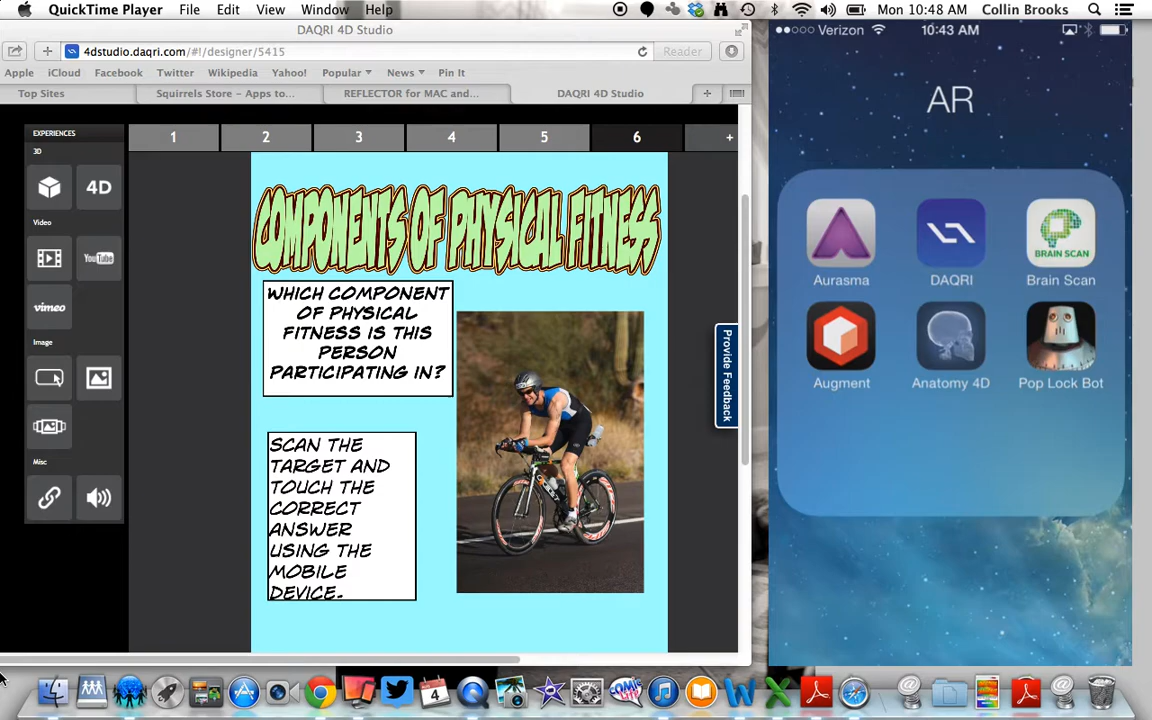 QuickTime Player File Edit View Window Help
Mon 10:48 AM Collin Brooks
DAQRI 4D Studio
4dstudio.daqri.com/#!/designer/5415
Reader
Apple iCloud Facebook Twitter Wikipedia Yahoo! Popular News Pin It
Top Sites
Squirrels Store – Apps to...
REFLECTOR for MAC and...
DAQRI 4D Studio
+
EXPERIENCES
3D
4D
Video
YouTube
vimeo
Image
Misc
1 2 3 4 5 6 +
COMPONENTS OF PHYSICAL FITNESS
WHICH COMPONENT
OF PHYSICAL
FITNESS IS THIS
PERSON
PARTICIPATING IN?
SCAN THE
TARGET AND
TOUCH THE
CORRECT
ANSWER
USING THE
MOBILE
DEVICE.
Provide Feedback
Verizon 10:43 AM
AR
Aurasma DAQRI Brain Scan
BRAIN SCAN
Augment Anatomy 4D Pop Lock Bot
4
COMIC LIFE